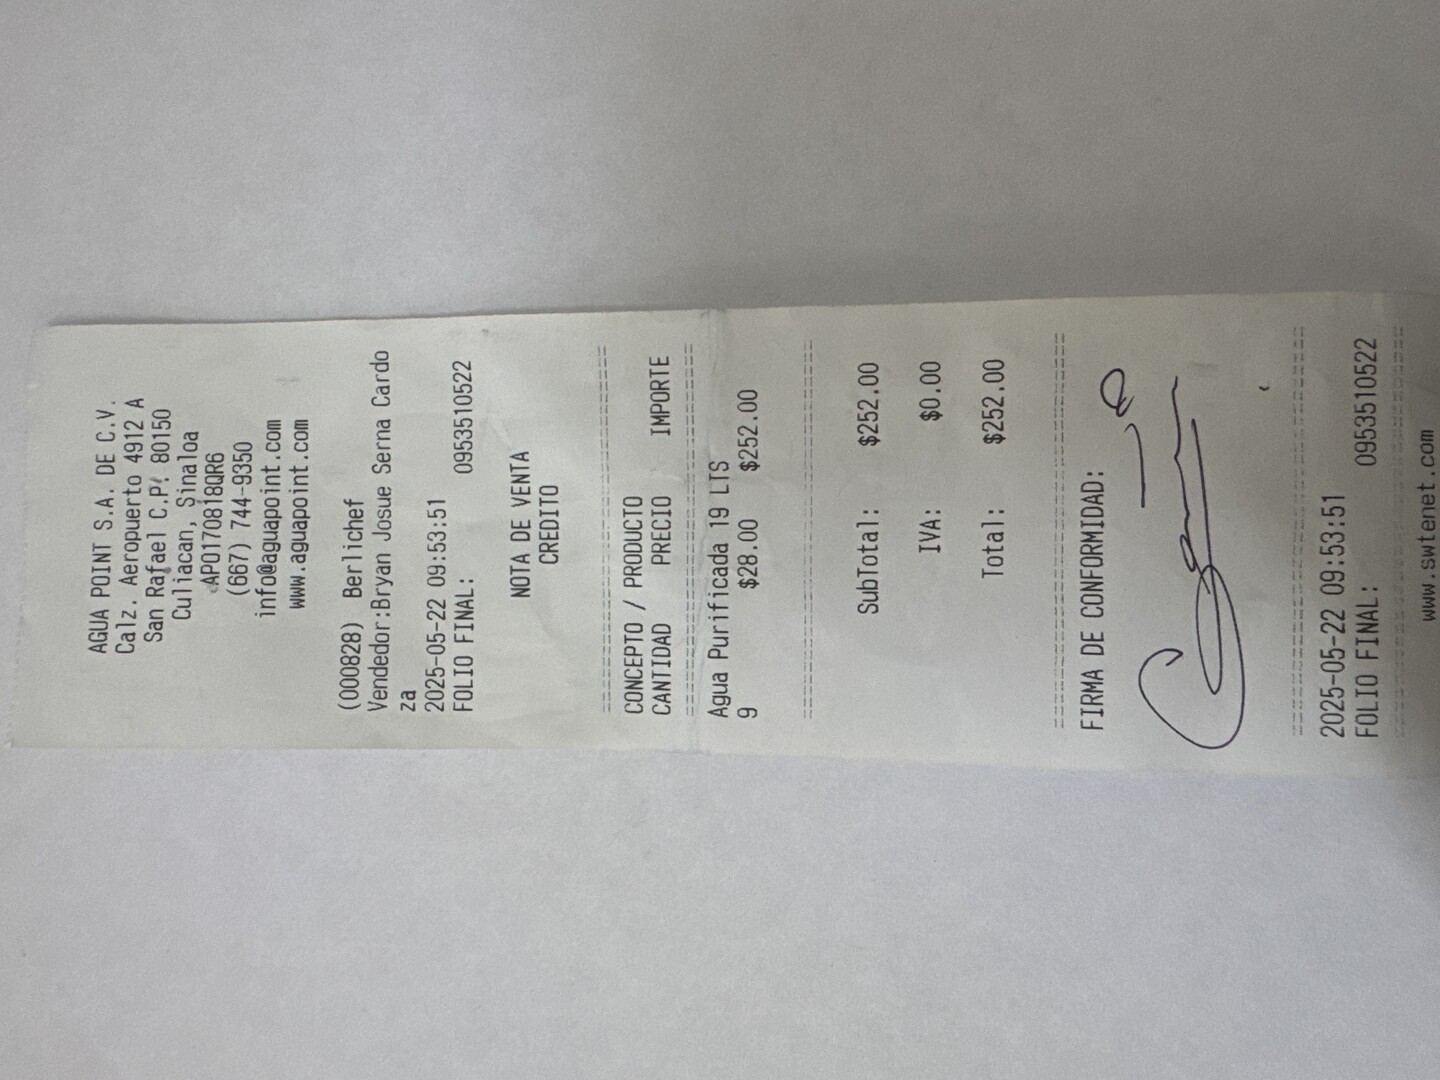 AGUA POINT S.A. DE C.V.
Calz. Aeropuerto 4912 A
San Rafael C.P. 80150
Culiacan, Sinaloa
APO170818QR6
(667) 744-9350
info@aguapoint.com
www.aguapoint.com
(000828) Berlichef
Vendedor:Bryan Josue Serna Cardo
za
2025-05-22 09:53:51
FOLIO FINAL: 0953510522
NOTA DE VENTA
CREDITO
================================
CONCEPTO / PRODUCTO
CANTIDAD PRECIO IMPORTE
================================
Agua Purificada 19 LTS
9 $28.00 $252.00
================================
SubTotal: $252.00
IVA: $0.00
Total: $252.00
================================
FIRMA DE CONFORMIDAD:
================================
2025-05-22 09:53:51
FOLIO FINAL: 0953510522
================================
www.swtenet.com